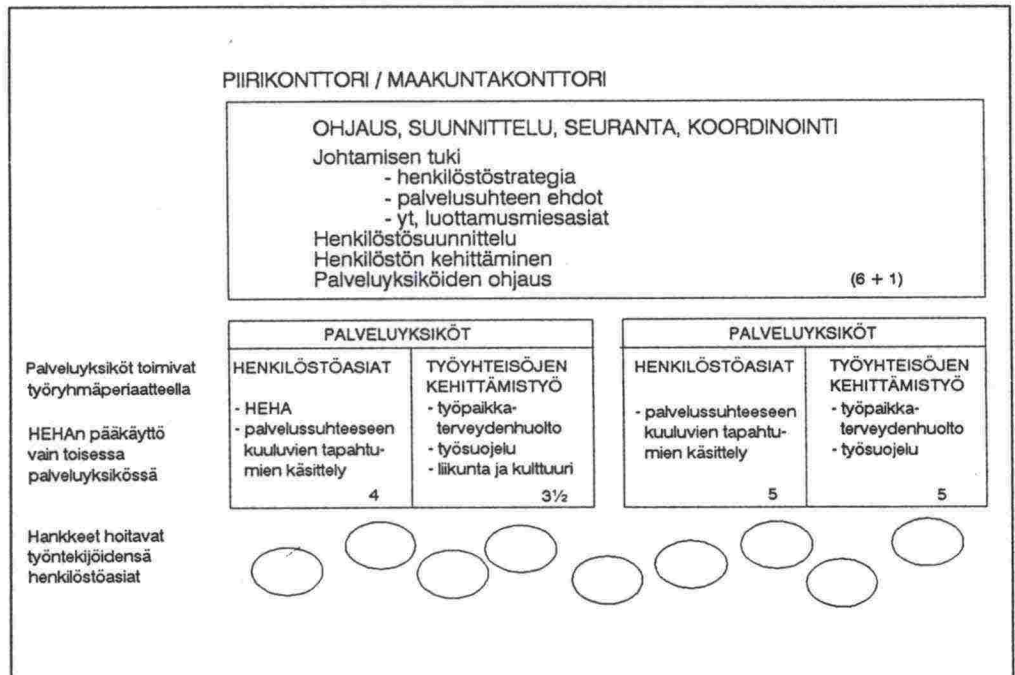 PIIRIKONTTORI / MAAKUNTAKONTTORI
OHJAUS, SUUNNITTELU, SEURANTA, KOORDINOINTI
Johtamisen tuki
- henkilöstöstrategia
- palvelusuhteen ehdot
- yt, luottamusmiesasiat
Henkilöstösuunnittelu
Henkilöstön kehittäminen
Palveluyksiköiden ohjaus (6 + 1)
Palveluyksiköt toimivat
työryhmäperiaatteella
HEHAn pääkäyttö
vain toisessa
palveluyksikössä
PALVELUYKSIKÖT
HENKILÖSTÖASIAT
- HEHA
- palvelussuhteeseen
kuuluvien tapahtu-
mien käsittely
4
TYÖYHTEISÖJEN
KEHITTÄMISTYÖ
- työpaikka-
terveydenhuolto
- työsuojelu
- liikunta ja kulttuuri
3½
PALVELUYKSIKÖT
HENKILÖSTÖASIAT
- palvelussuhteeseen
kuuluvien tapahtu-
mien käsittely
5
TYÖYHTEISÖJEN
KEHITTÄMISTYÖ
- työpaikka-
terveydenhuolto
- työsuojelu
5
Hankkeet hoitavat
työntekijöidensä
henkilöstöasiat